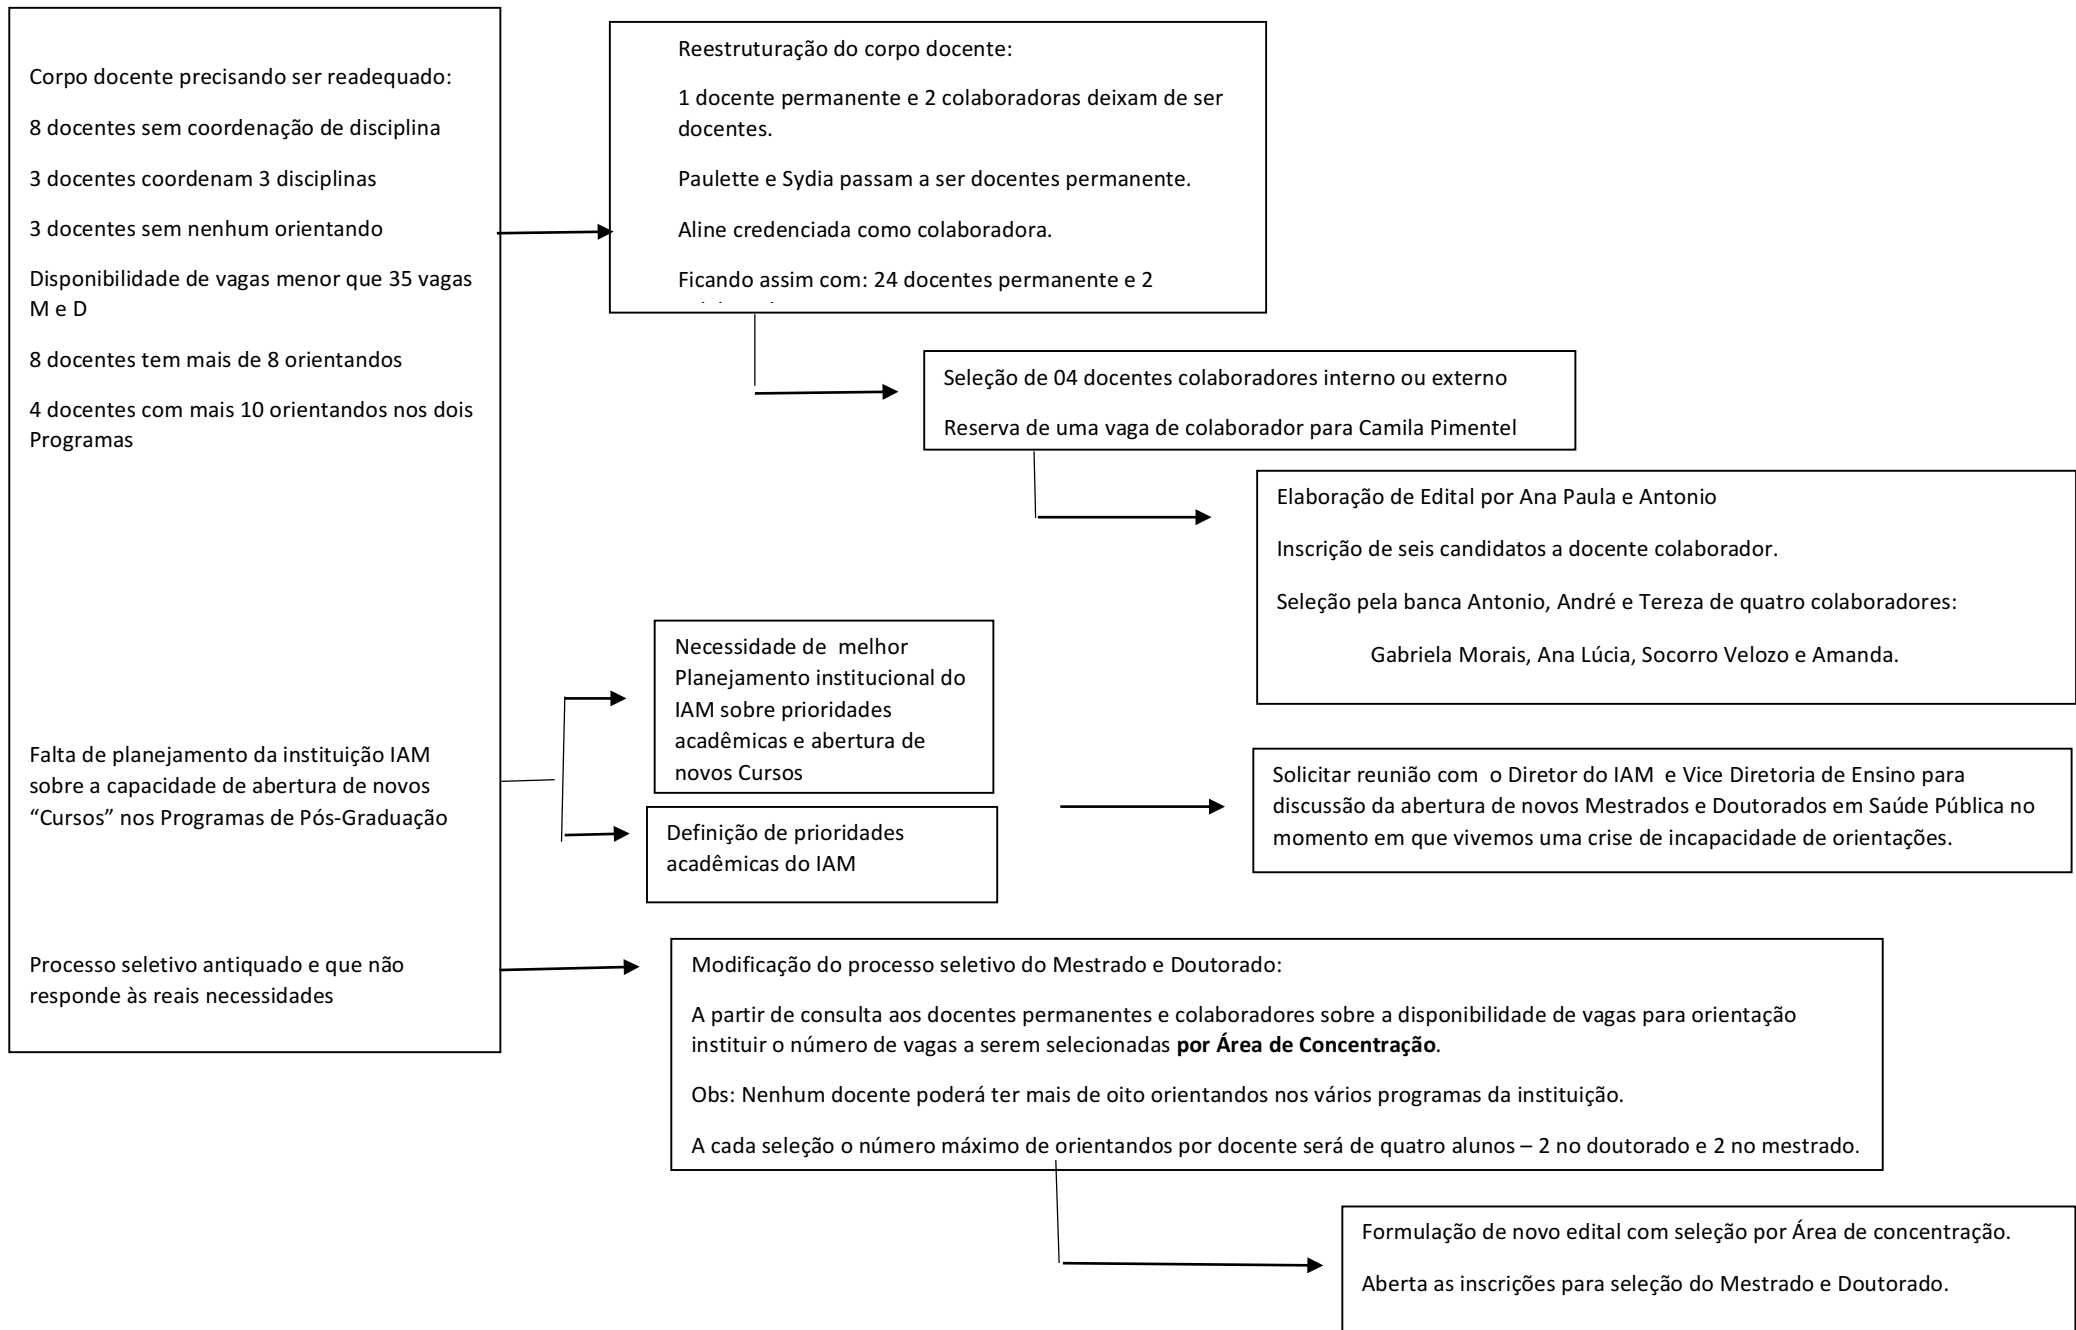 Corpo docente precisando ser readequado:
8 docentes sem coordenação de disciplina
3 docentes coordenam 3 disciplinas
3 docentes sem nenhum orientando
Disponibilidade de vagas menor que 35 vagas
M e D
8 docentes tem mais de 8 orientandos
4 docentes com mais 10 orientandos nos dois
Programas
Falta de planejamento da instituição IAM
sobre a capacidade de abertura de novos
“Cursos” nos Programas de Pós-Graduação
Processo seletivo antiquado e que não
responde às reais necessidades
Reestruturação do corpo docente:
1 docente permanente e 2 colaboradoras deixam de ser
docentes.
Paulette e Sydia passam a ser docentes permanente.
Aline credenciada como colaboradora.
Ficando assim com: 24 docentes permanente e 2
Seleção de 04 docentes colaboradores interno ou externo
Reserva de uma vaga de colaborador para Camila Pimentel
Elaboração de Edital por Ana Paula e Antonio
Inscrição de seis candidatos a docente colaborador.
Seleção pela banca Antonio, André e Tereza de quatro colaboradores:
Gabriela Morais, Ana Lúcia, Socorro Velozo e Amanda.
Necessidade de  melhor
Planejamento institucional do
IAM sobre prioridades
acadêmicas e abertura de
novos Cursos
Definição de prioridades
acadêmicas do IAM
Solicitar reunião com  o Diretor do IAM  e Vice Diretoria de Ensino para
discussão da abertura de novos Mestrados e Doutorados em Saúde Pública no
momento em que vivemos uma crise de incapacidade de orientações.
Modificação do processo seletivo do Mestrado e Doutorado:
A partir de consulta aos docentes permanentes e colaboradores sobre a disponibilidade de vagas para orientação
instituir o número de vagas a serem selecionadas por Área de Concentração.
Obs: Nenhum docente poderá ter mais de oito orientandos nos vários programas da instituição.
A cada seleção o número máximo de orientandos por docente será de quatro alunos – 2 no doutorado e 2 no mestrado.
Formulação de novo edital com seleção por Área de concentração.
Aberta as inscrições para seleção do Mestrado e Doutorado.